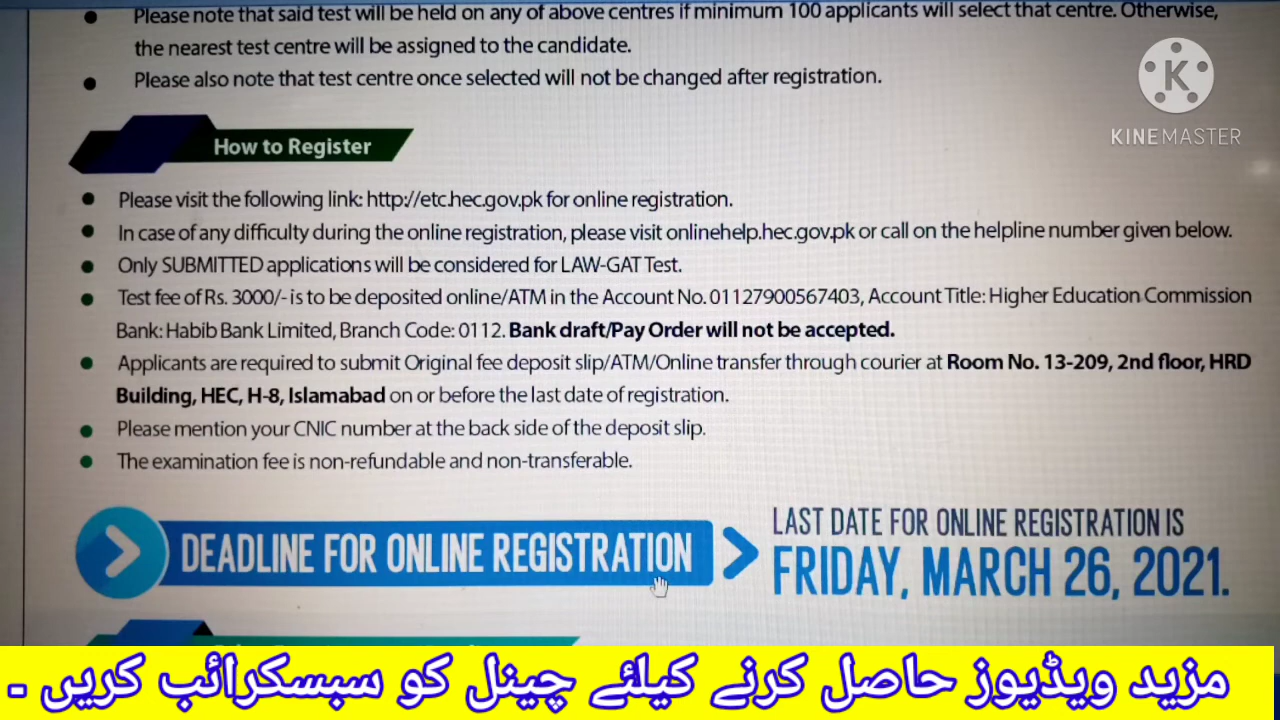 Please note that said test will be held on any of above centres if minimum 100 applicants will select that centre. Otherwise,
the nearest test centre will be assigned to the candidate.
Please also note that test centre once selected will not be changed after registration.
KINEMASTER
How to Register
Please visit the following link: http://etc.hec.gov.pk for online registration.
In case of any difficulty during the online registration, please visit onlinehelp.hec.gov.pk or call on the helpline number given below.
Only SUBMITTED applications will be considered for LAW-GAT Test.
Test fee of Rs. 3000/- is to be deposited online/ATM in the Account No. 01127900567403, Account Title: Higher Education Commission
Bank: Habib Bank Limited, Branch Code: 0112. Bank draft/Pay Order will not be accepted.
Applicants are required to submit Original fee deposit slip/ATM/Online transfer through courier at Room No. 13-209, 2nd floor, HRD
Building, HEC, H-8, Islamabad on or before the last date of registration.
Please mention your CNIC number at the back side of the deposit slip.
The examination fee is non-refundable and non-transferable.
DEADLINE FOR ONLINE REGISTRATION
LAST DATE FOR ONLINE REGISTRATION IS
FRIDAY, MARCH 26, 2021.
مزید ویڈیوز حاصل کرنے کیلئے چینل کو سبسکرائب کریں ۔